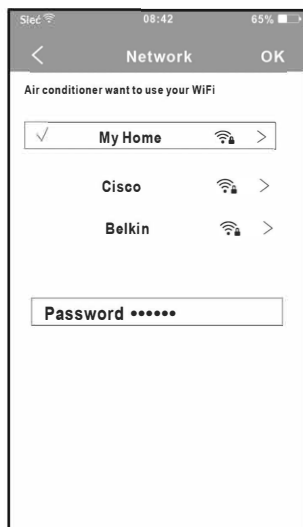 Sieć 08:42 65%
Network OK
Air conditioner want to use your WiFi
My Home
Cisco
Belkin
Password ••••••